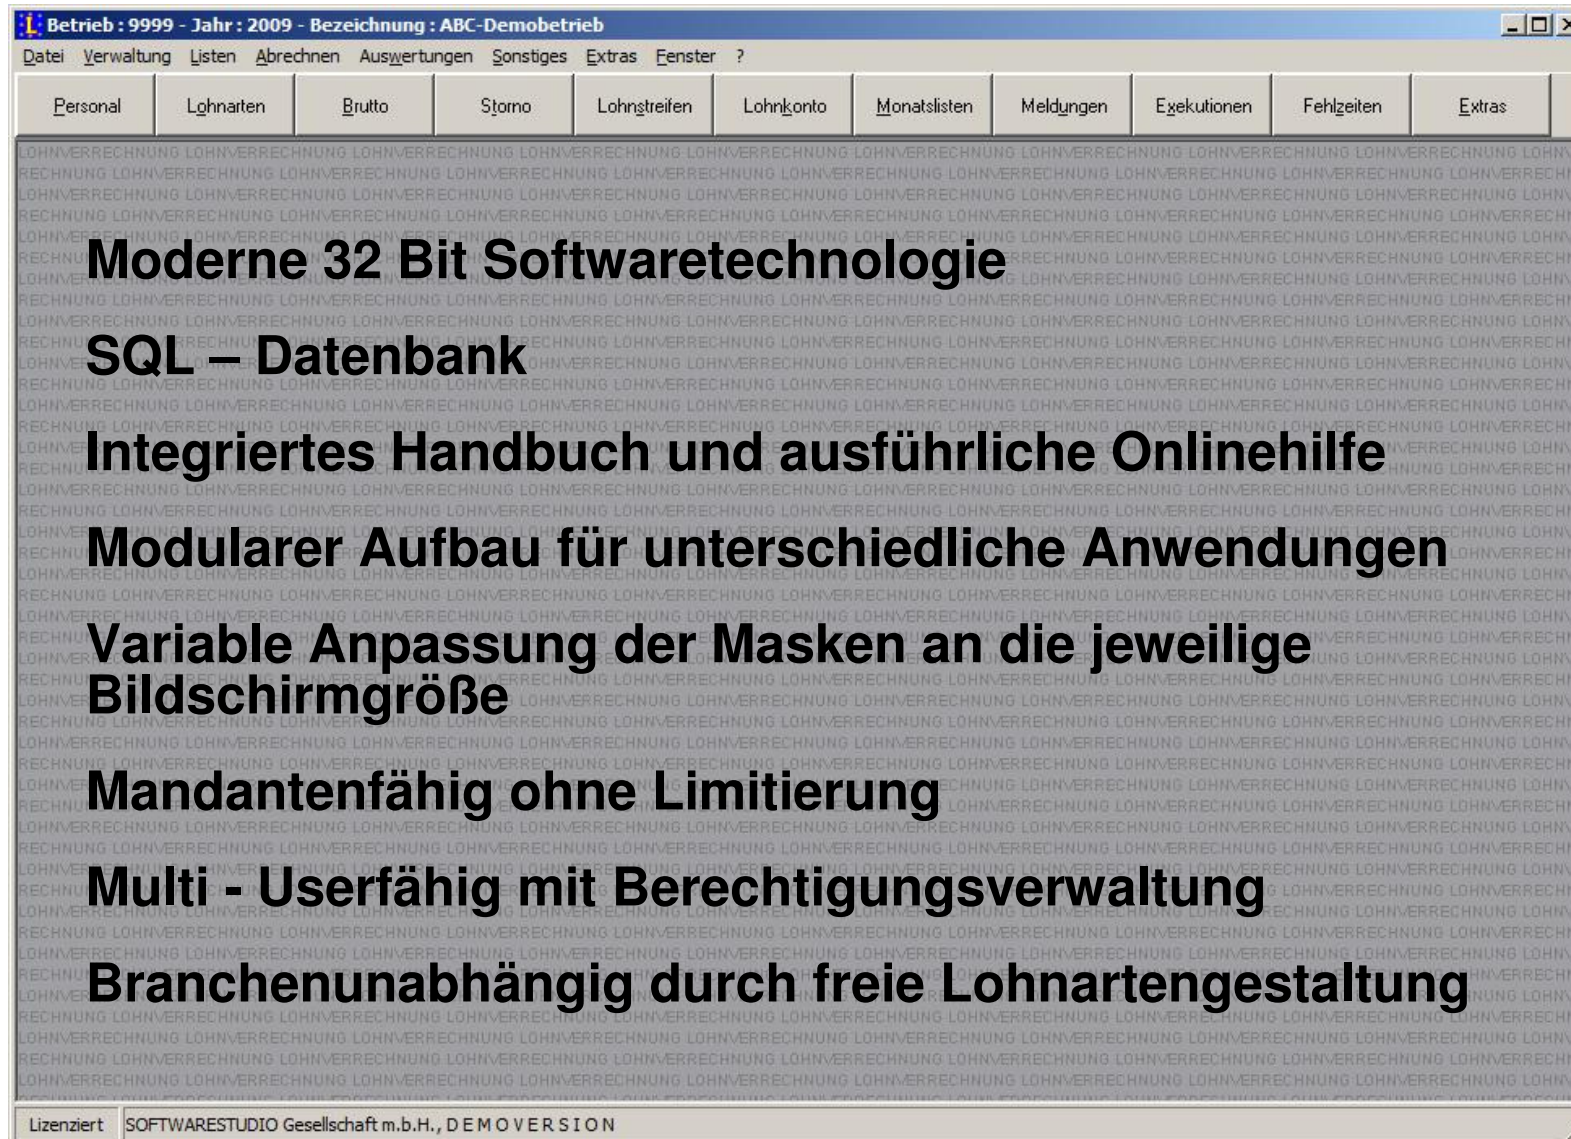 Betrieb : 9999 - Jahr : 2009 - Bezeichnung : ABC-Demobetrieb
Datei Verwaltung Listen Abrechnen Auswertungen Sonstiges Extras Fenster ?
Personal Lohnarten Brutto Storno Lohnstreifen Lohnkonto Monatslisten Meldungen Exekutionen Fehlzeiten Extras
Moderne 32 Bit Softwaretechnologie
SQL – Datenbank
Integriertes Handbuch und ausführliche Onlinehilfe
Modularer Aufbau für unterschiedliche Anwendungen
Variable Anpassung der Masken an die jeweilige
Bildschirmgröße
Mandantenfähig ohne Limitierung
Multi - Userfähig mit Berechtigungsverwaltung
Branchenunabhängig durch freie Lohnartengestaltung
Lizenziert SOFTWARESTUDIO Gesellschaft m.b.H., D E M O V E R S I O N